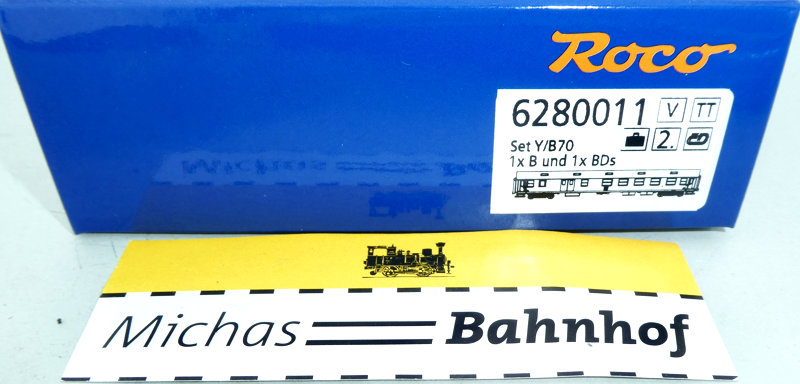 Roco
6280011 V TT
Set Y/B70 2.
1x B und 1x BDs
Michas Bahnhof